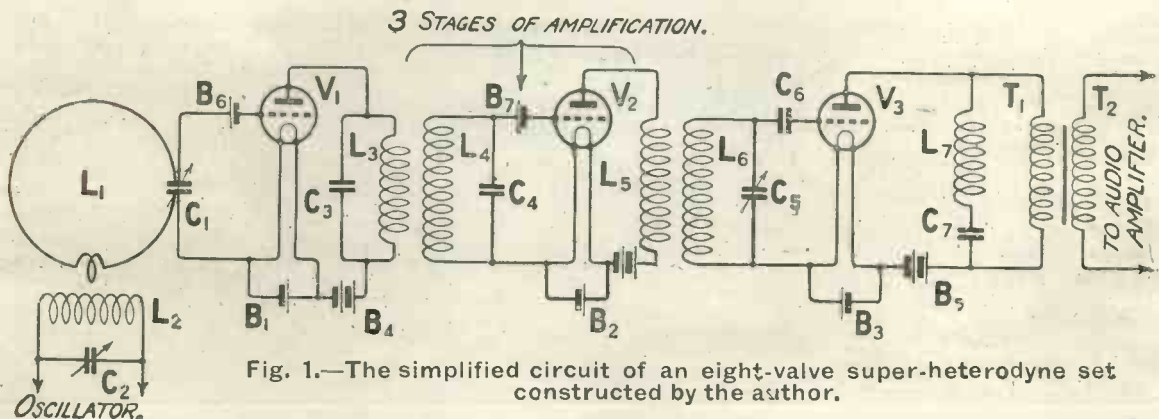 3 STAGES OF AMPLIFICATION.
B6
V1
B7
V2
C6
V3
T1
T2
L1
C1
C3
L3
L4
C4
L5
L6
C5
L7
C7
TO AUDIO
AMPLIFIER.
L2
C2
B1
B4
B2
B3
B5
OSCILLATOR.
Fig. 1.—The simplified circuit of an eight-valve super-heterodyne set
constructed by the author.